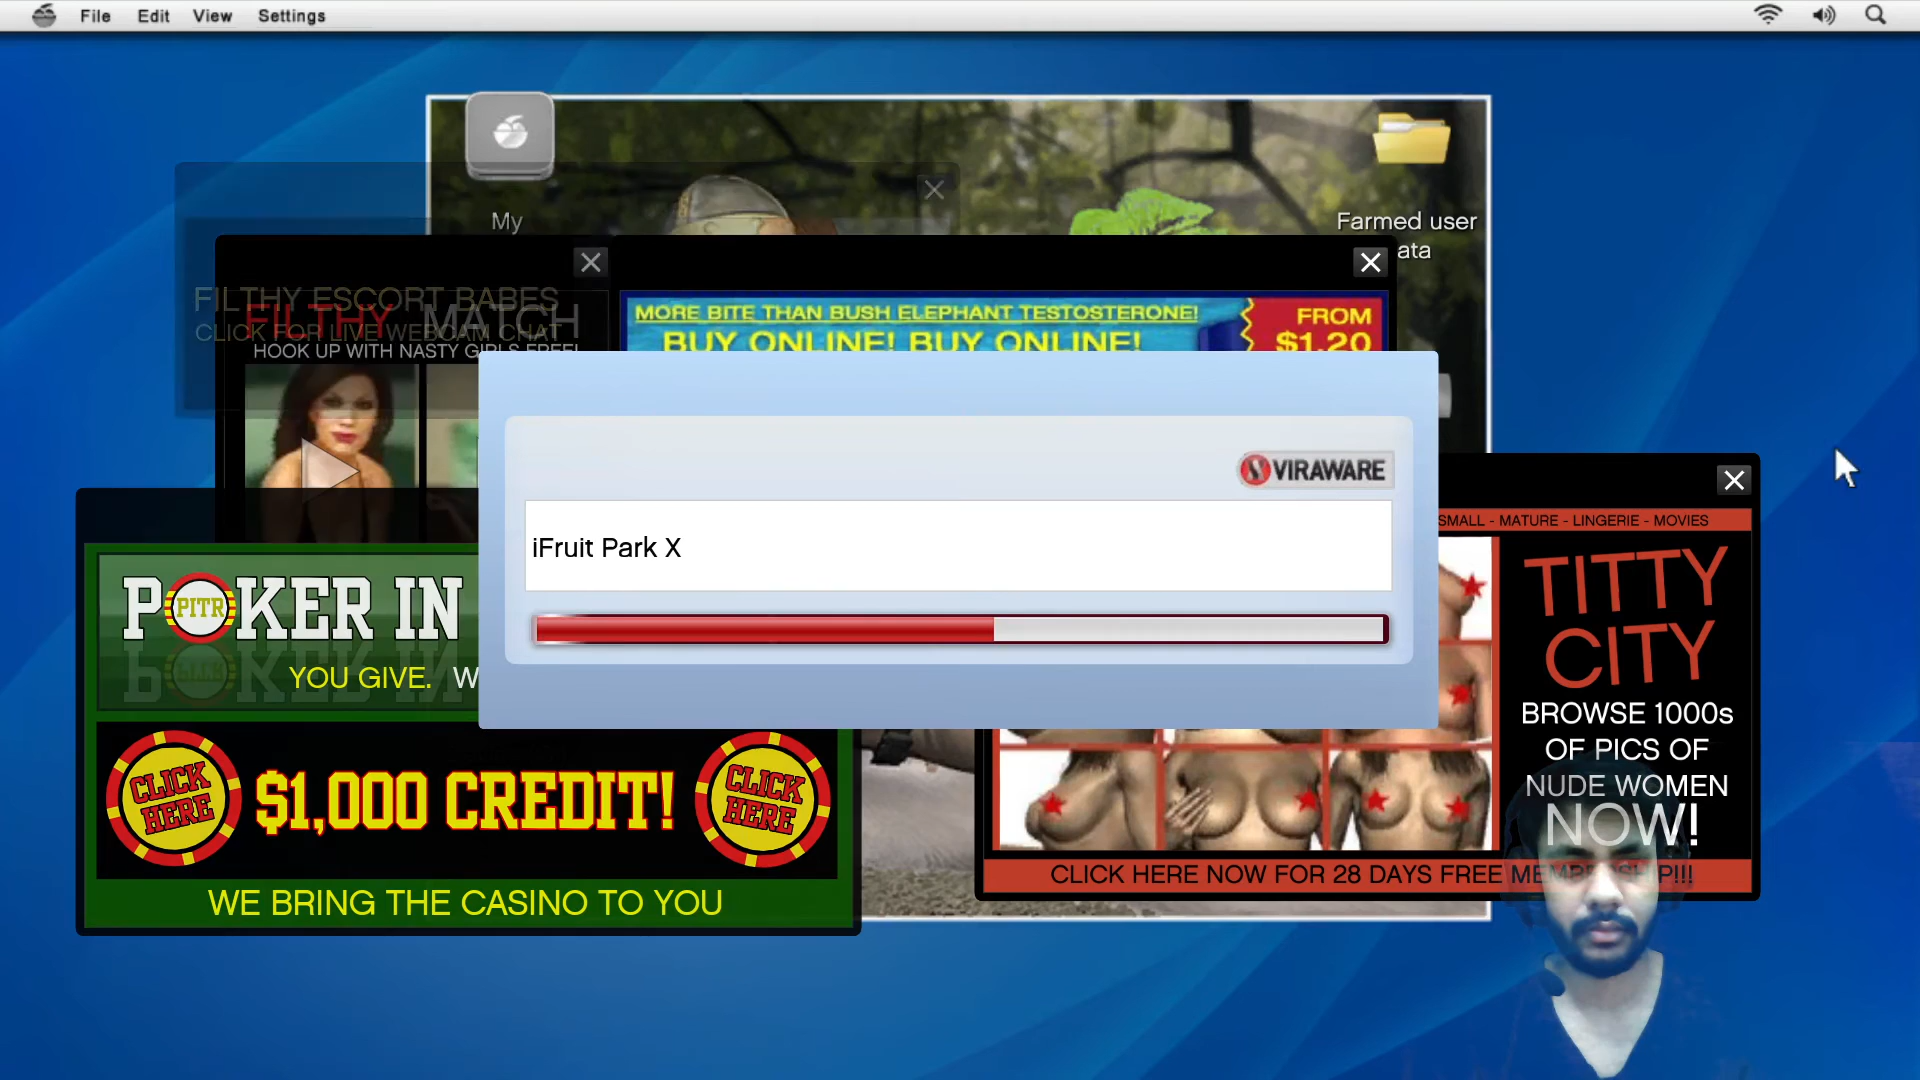 File Edit View Settings
My
Farmed user
ata
FILTHY ESCORT BABES
CLICK FOR LIVE WEBCAM CHAT
FILTHY MATCH
HOOK UP WITH NASTY GIRLS FREE!
MORE BITE THAN BUSH ELEPHANT TESTOSTERONE!
BUY ONLINE! BUY ONLINE!
FROM
$1.20
VIRAWARE
iFruit Park X
SMALL - MATURE - LINGERIE - MOVIES
TITTY
CITY
BROWSE 1000s
OF PICS OF
NUDE WOMEN
NOW!
CLICK HERE NOW FOR 28 DAYS FREE MEMBERSHIP!!!
POKER IN
PITR
YOU GIVE. W
CLICK
HERE
$1,000 CREDIT!
CLICK
HERE
WE BRING THE CASINO TO YOU